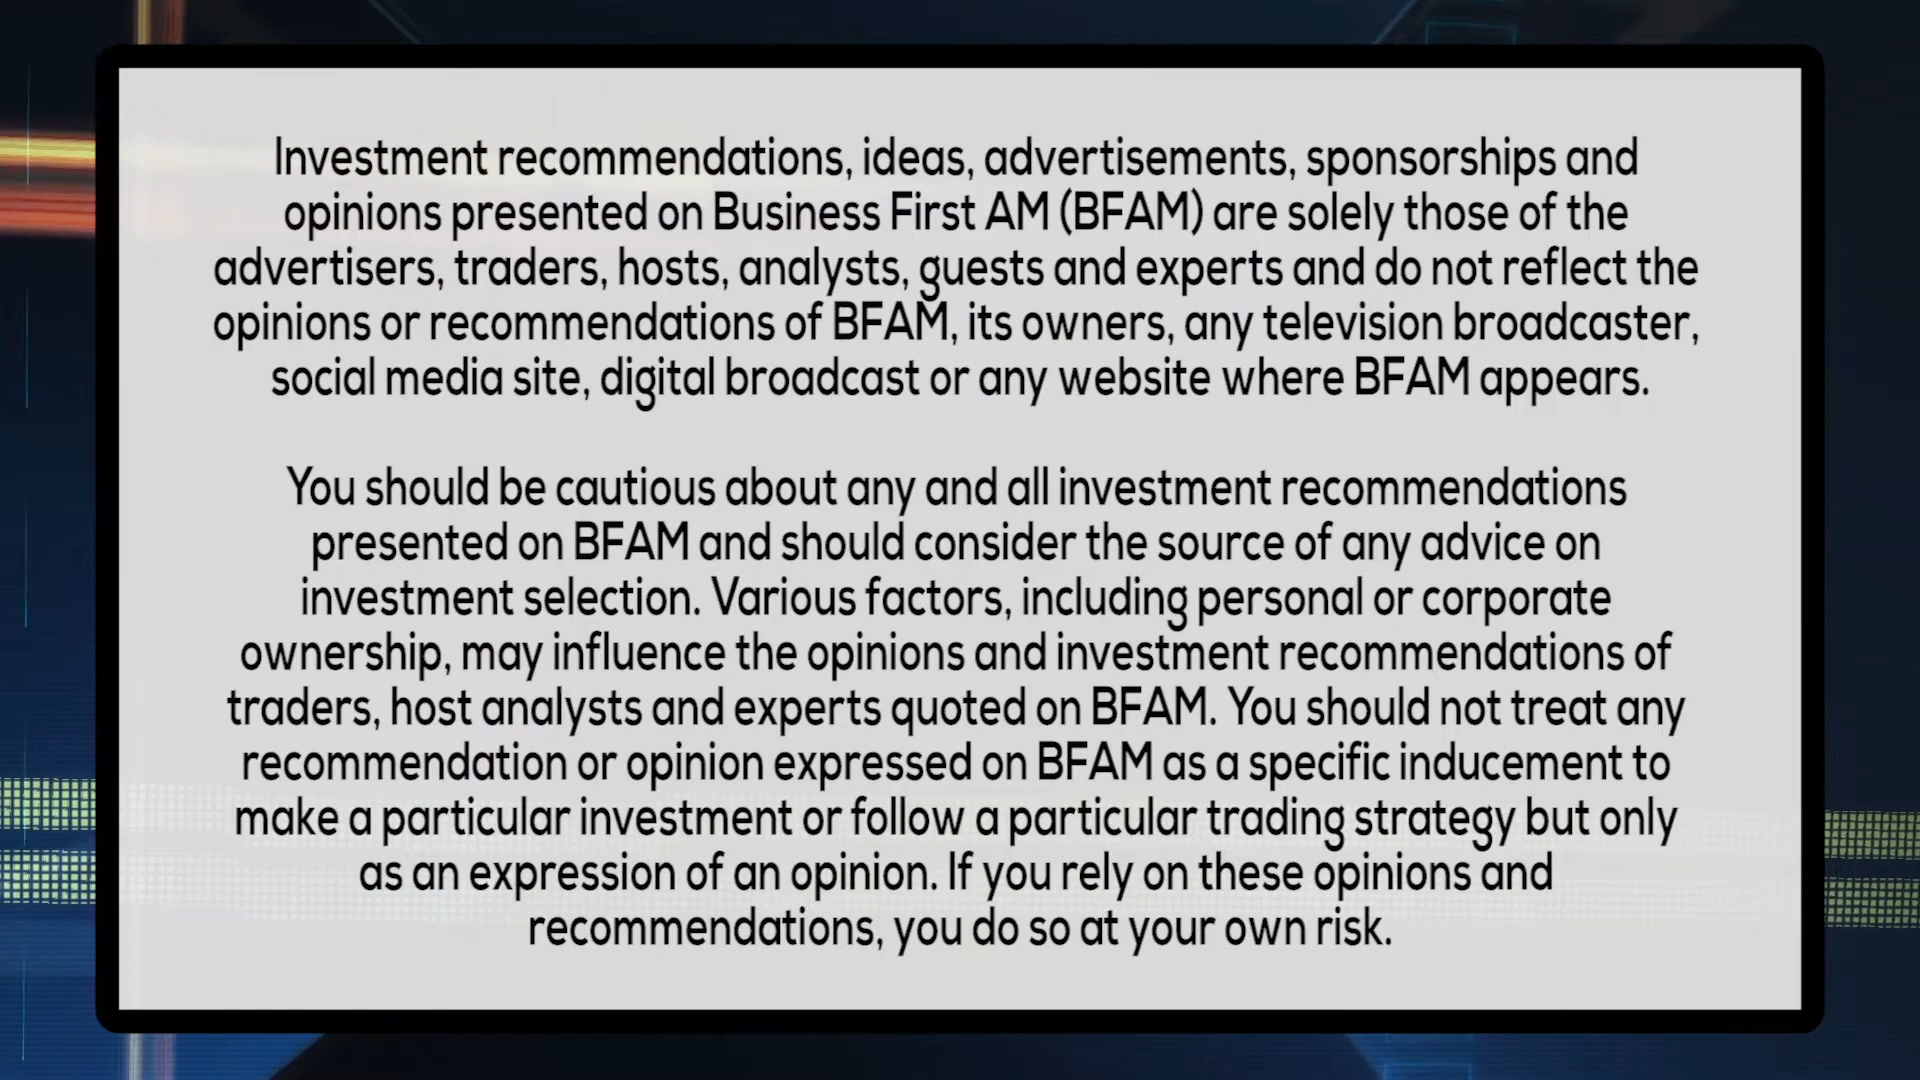 Investment recommendations, ideas, advertisements, sponsorships and
opinions presented on Business First AM (BFAM) are solely those of the
advertisers, traders, hosts, analysts, guests and experts and do not reflect the
opinions or recommendations of BFAM, its owners, any television broadcaster,
social media site, digital broadcast or any website where BFAM appears.
You should be cautious about any and all investment recommendations
presented on BFAM and should consider the source of any advice on
investment selection. Various factors, including personal or corporate
ownership, may influence the opinions and investment recommendations of
traders, host analysts and experts quoted on BFAM. You should not treat any
recommendation or opinion expressed on BFAM as a specific inducement to
make a particular investment or follow a particular trading strategy but only
as an expression of an opinion. If you rely on these opinions and
recommendations, you do so at your own risk.